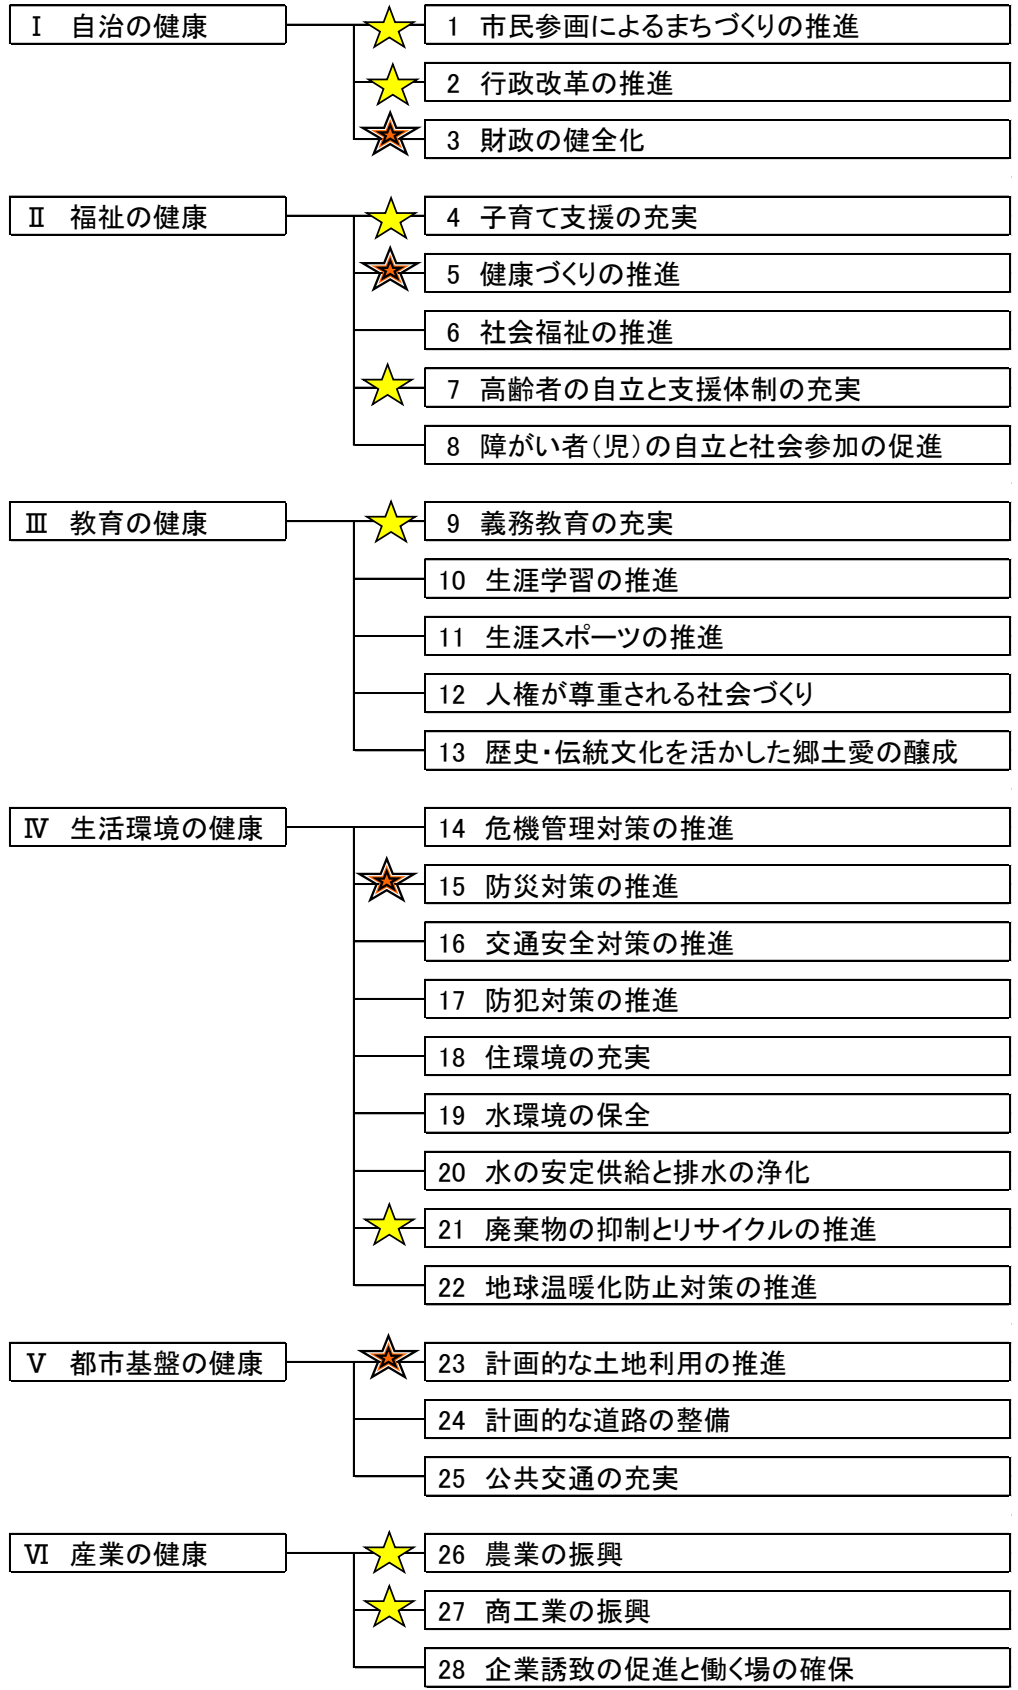 Ⅰ 自治の健康
1 市民参画によるまちづくりの推進
2 行政改革の推進
3 財政の健全化
Ⅱ 福祉の健康
4 子育て支援の充実
5 健康づくりの推進
6 社会福祉の推進
7 高齢者の自立と支援体制の充実
8 障がい者(児)の自立と社会参加の促進
Ⅲ 教育の健康
9 義務教育の充実
10 生涯学習の推進
11 生涯スポーツの推進
12 人権が尊重される社会づくり
13 歴史・伝統文化を活かした郷土愛の醸成
Ⅳ 生活環境の健康
14 危機管理対策の推進
15 防災対策の推進
16 交通安全対策の推進
17 防犯対策の推進
18 住環境の充実
19 水環境の保全
20 水の安定供給と排水の浄化
21 廃棄物の抑制とリサイクルの推進
22 地球温暖化防止対策の推進
Ⅴ 都市基盤の健康
23 計画的な土地利用の推進
24 計画的な道路の整備
25 公共交通の充実
Ⅵ 産業の健康
26 農業の振興
27 商工業の振興
28 企業誘致の促進と働く場の確保